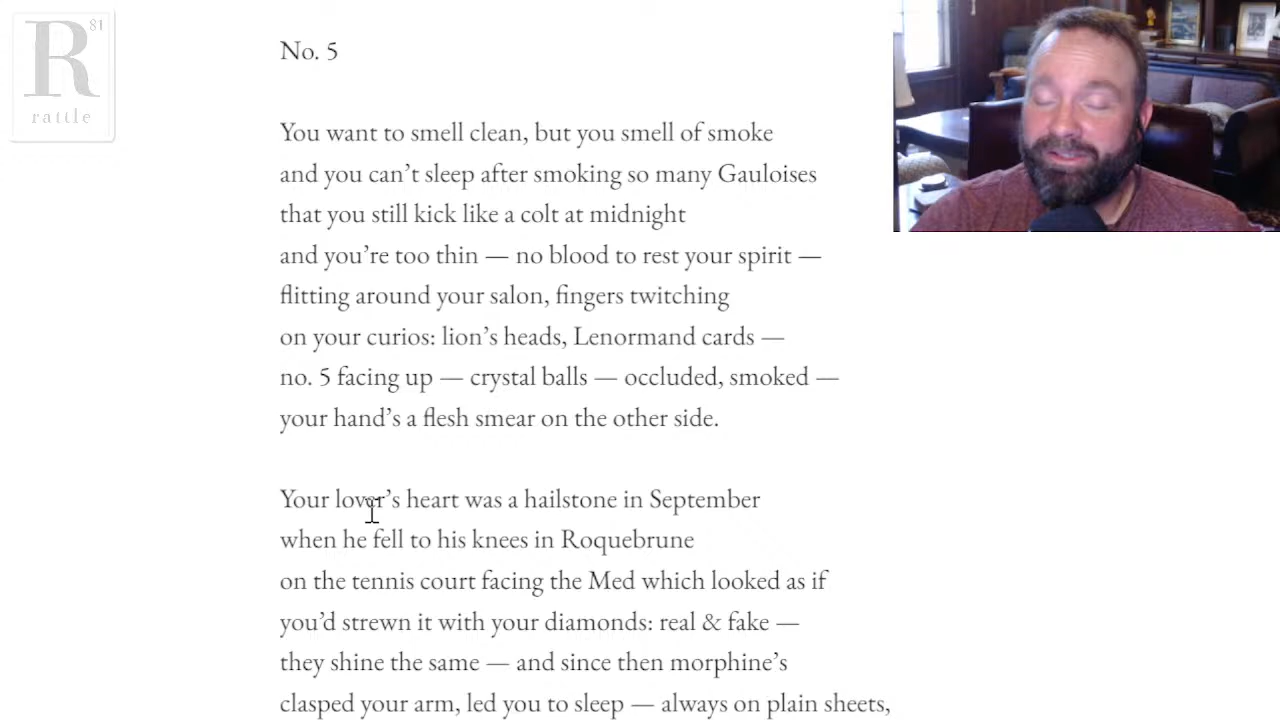 R 81
rattle
No. 5
You want to smell clean, but you smell of smoke
and you can’t sleep after smoking so many Gauloises
that you still kick like a colt at midnight
and you’re too thin — no blood to rest your spirit —
flitting around your salon, fingers twitching
on your curios: lion’s heads, Lenormand cards —
no. 5 facing up — crystal balls — occluded, smoked —
your hand’s a flesh smear on the other side.
Your lover’s heart was a hailstone in September
when he fell to his knees in Roquebrune
on the tennis court facing the Med which looked as if
you’d strewn it with your diamonds: real & fake —
they shine the same — and since then morphine’s
clasped your arm, led you to sleep — always on plain sheets,